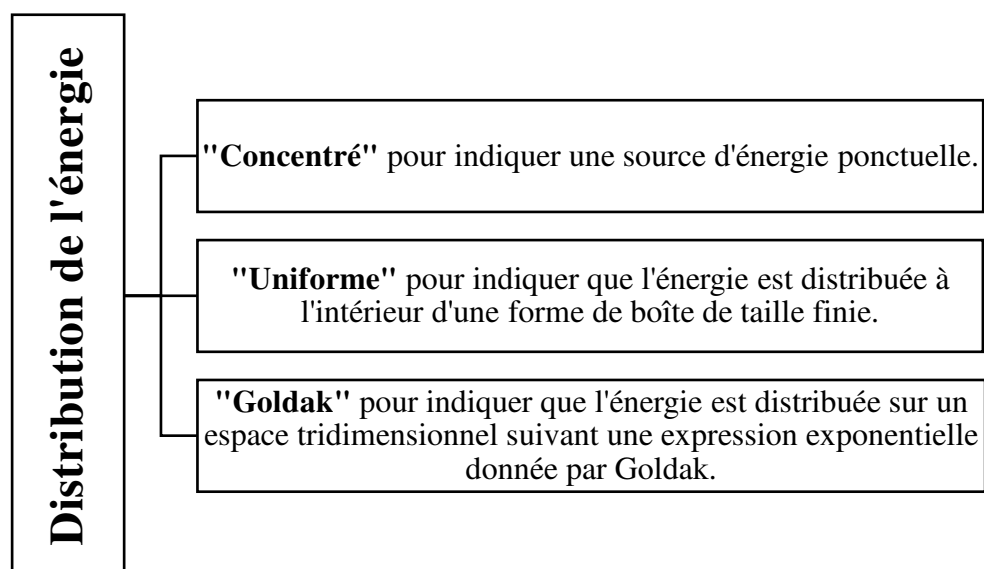 Distribution de l'énergie
"Concentré" pour indiquer une source d'énergie ponctuelle.
"Uniforme" pour indiquer que l'énergie est distribuée à
l'intérieur d'une forme de boîte de taille finie.
"Goldak" pour indiquer que l'énergie est distribuée sur un
espace tridimensionnel suivant une expression exponentielle
donnée par Goldak.